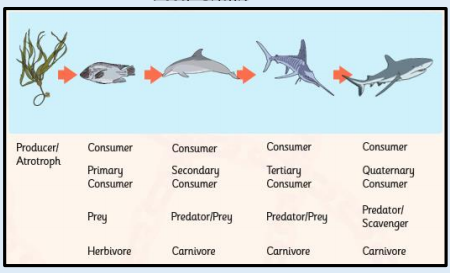 Producer/ Consumer Consumer Consumer Consumer
Atrotroph
Primary Secondary Tertiary Quaternary
Consumer Consumer Consumer Consumer
Prey Predator/Prey Predator/Prey Predator/
Scavenger
Herbivore Carnivore Carnivore Carnivore